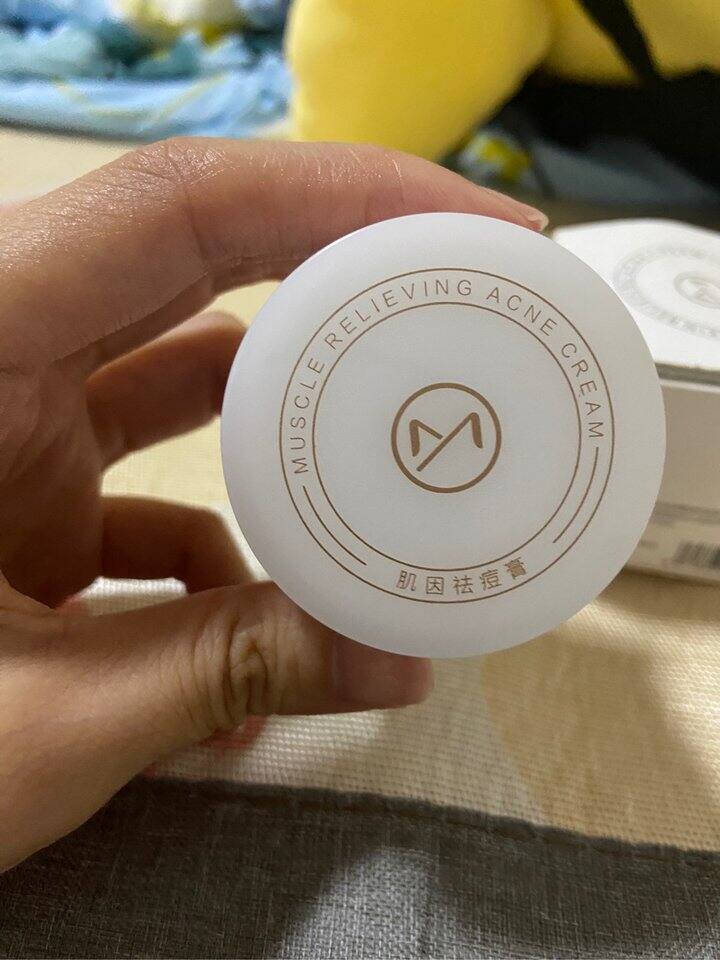 MUSCLE RELIEVING ACNE CREAM
肌因祛痘膏